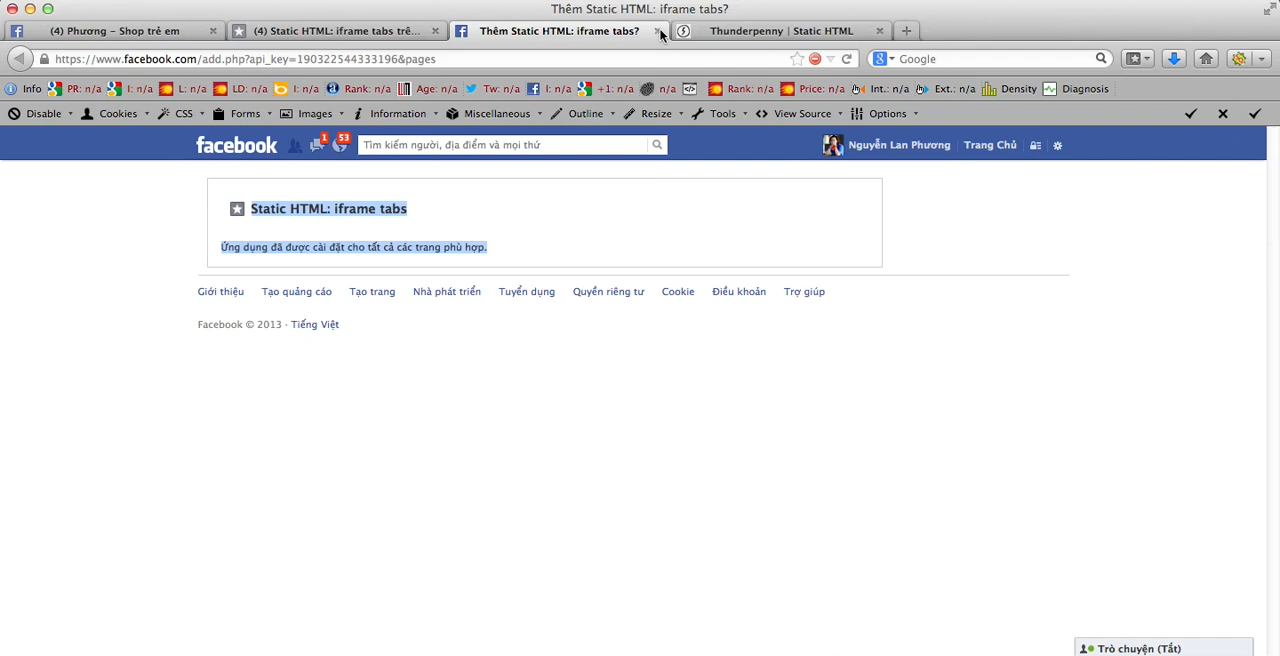 Thêm Static HTML: iframe tabs?
(4) Phương - Shop trẻ em
(4) Static HTML: iframe tabs trê...
Thêm Static HTML: iframe tabs?
Thunderpenny | Static HTML
https://www.facebook.com/add.php?api_key=190322544333196&pages
Google
Info PR: n/a I: n/a L: n/a LD: n/a I: n/a Rank: n/a Age: n/a Tw: n/a I: n/a +1: n/a n/a Rank: n/a Price: n/a Int.: n/a Ext.: n/a Density Diagnosis
Disable Cookies CSS Forms Images Information Miscellaneous Outline Resize Tools View Source Options
facebook 1 53 Tìm kiếm người, địa điểm và mọi thứ Nguyễn Lan Phương Trang Chủ
Static HTML: iframe tabs
Ứng dụng đã được cài đặt cho tất cả các trang phù hợp.
Giới thiệu Tạo quảng cáo Tạo trang Nhà phát triển Tuyển dụng Quyền riêng tư Cookie Điều khoản Trợ giúp
Facebook © 2013 · Tiếng Việt
Trò chuyện (Tắt)